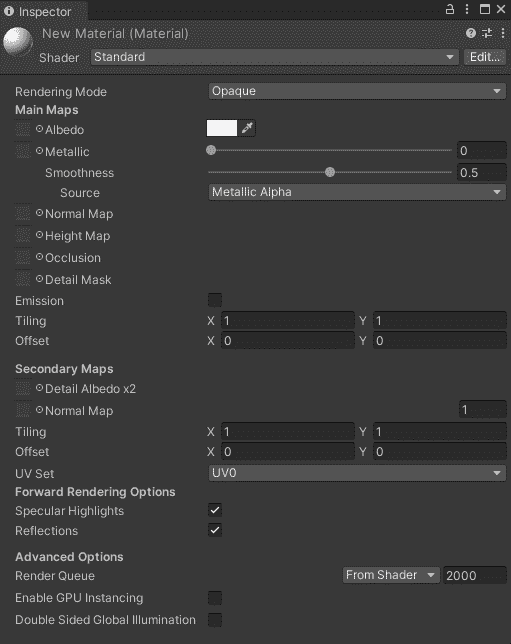 Inspector
New Material (Material)
Shader Standard Edit...
Rendering Mode Opaque
Main Maps
Albedo
Metallic 0
Smoothness 0.5
Source Metallic Alpha
Normal Map
Height Map
Occlusion
Detail Mask
Emission
Tiling X 1 Y 1
Offset X 0 Y 0
Secondary Maps
Detail Albedo x2
Normal Map 1
Tiling X 1 Y 1
Offset X 0 Y 0
UV Set UV0
Forward Rendering Options
Specular Highlights
Reflections
Advanced Options
Render Queue From Shader 2000
Enable GPU Instancing
Double Sided Global Illumination